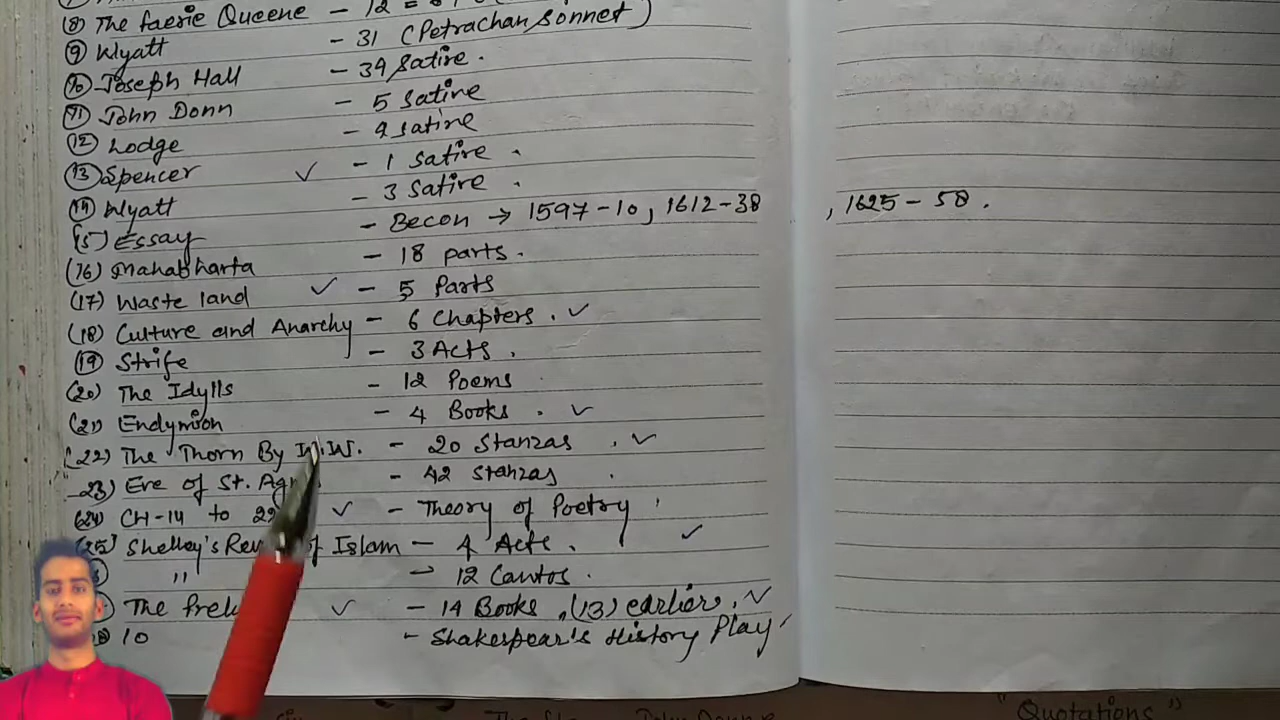 (8) The faerie Queene - 12 =
(9) Wyatt - 31 (Petrachan sonnet)
(10) Joseph Hall - 39 Satire.
(11) John Donn - 5 Satire
(12) Lodge - 4 Satire
(13) Spencer ✓ - 1 Satire.
(14) Wyatt - 3 Satire.
(15) Essay - Becon → 1597-10, 1612-38, 1625-58.
(16) Mahabharta - 18 parts.
(17) Waste land ✓ - 5 Parts
(18) Culture and Anarchy - 6 Chapters. ✓
(19) Strife - 3 Acts.
(20) The Idylls - 12 Poems
(21) Endymion - 4 Books. ✓
(22) The Thorn By W.W. - 20 Stanzas. ✓
23) Eve of St. - 42 Stanzas.
(24) CH-14 to 22 ✓ - Theory of Poetry
(25) Shelley's of Islam - 4 Acts. ✓
" - 12 Cantos.
The ✓ - 14 Books, (13) earlier. ✓
10 - Shakespear's History Play
"Quotations"